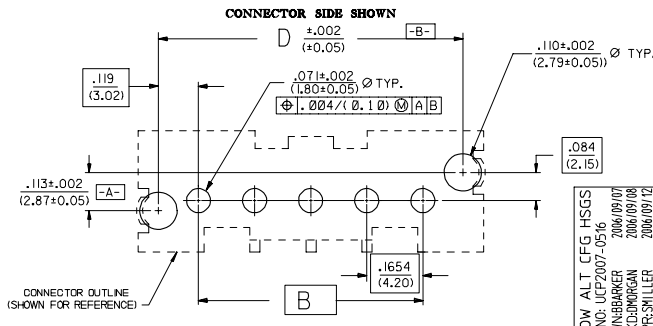 CONNECTOR SIDE SHOWN
D ±.002
(±0.05)
-B-
.110±.002
(2.79±0.05)) Ø TYP.
.119
(3.02)
.071±.002
(1.80±0.05) Ø TYP.
⌖ .004/(0.10) Ⓜ A B
.084
(2.15)
.113±.002
(2.87±0.05)
-A-
.1654
(4.20)
B
CONNECTOR OUTLINE
(SHOWN FOR REFERENCE)
OW ALT CFG HSGS
NO: UCP2007-0516
N:BBARKER 2006/09/07
D:DMORGAN 2006/09/08
R:SMILLER 2006/09/12